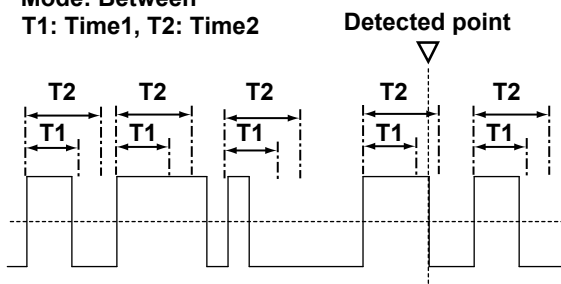 Mode: Between
T1: Time1, T2: Time2
Detected point
T2 T2 T2 T2 T2
T1 T1 T1 T1 T1